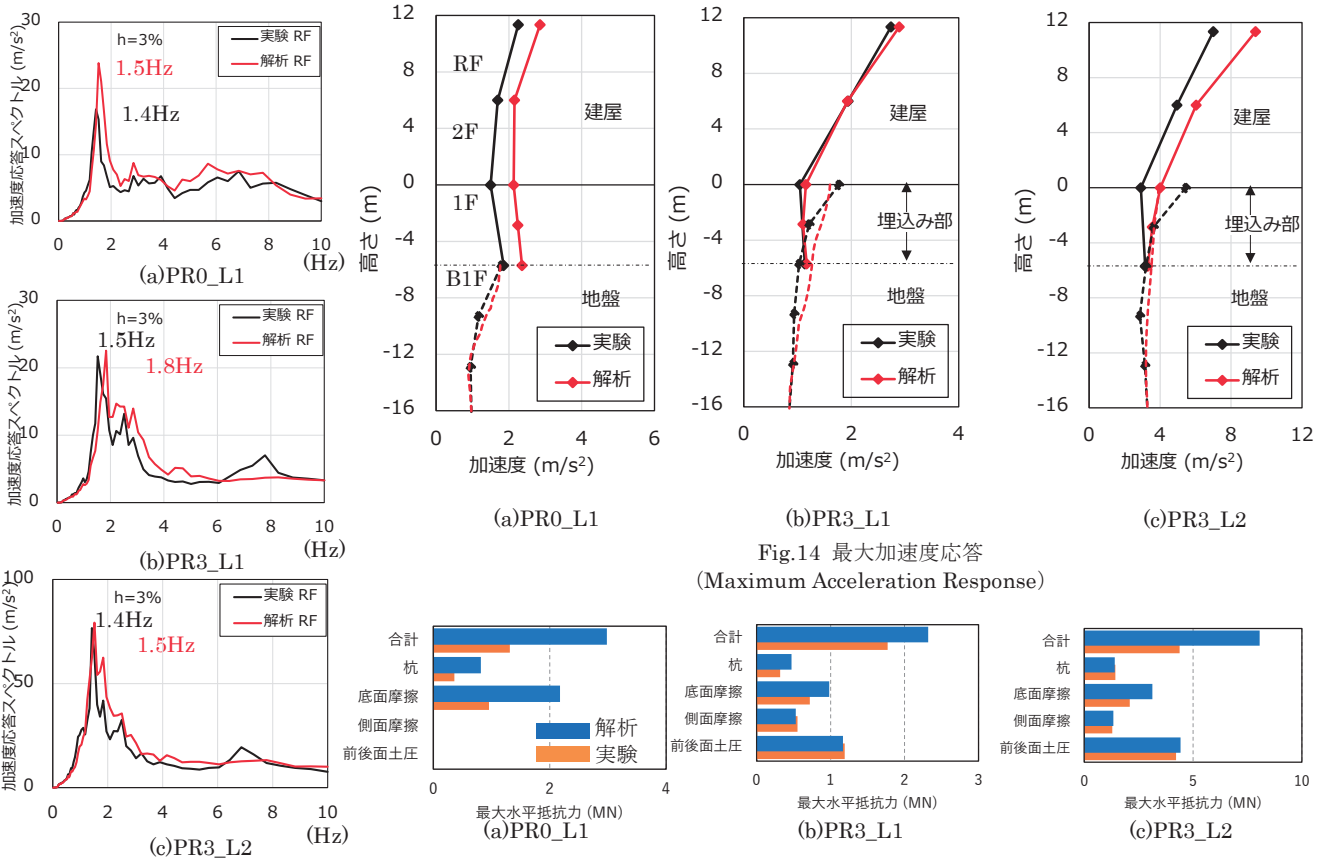 加速度応答スペクトル (m/s²)
30
20
10
0
h=3%
1.5Hz
1.4Hz
実験 RF
解析 RF
0 2 4 6 8 10
(Hz)
(a)PR0_L1
加速度応答スペクトル (m/s²)
30
20
10
0
h=3%
1.5Hz
1.8Hz
実験 RF
解析 RF
0 2 4 6 8 10
(Hz)
(b)PR3_L1
加速度応答スペクトル (m/s²)
100
50
0
h=3%
1.4Hz
1.5Hz
実験 RF
解析 RF
0 2 4 6 8 10
(Hz)
(c)PR3_L2
高さ (m)
12
8
4
0
-4
-8
-12
-16
RF
2F
1F
B1F
建屋
地盤
実験
解析
0 2 4 6
加速度 (m/s²)
(a)PR0_L1
高さ (m)
12
8
4
0
-4
-8
-12
-16
建屋
埋込み部
地盤
実験
解析
0 2 4
加速度 (m/s²)
(b)PR3_L1
高さ (m)
12
8
4
0
-4
-8
-12
-16
建屋
埋込み部
地盤
実験
解析
0 4 8 12
加速度 (m/s²)
(c)PR3_L2
Fig.14 最大加速度応答
(Maximum Acceleration Response)
合計
杭
底面摩擦
側面摩擦
前後面土圧
解析
実験
0 2 4
最大水平抵抗力 (MN)
(a)PR0_L1
合計
杭
底面摩擦
側面摩擦
前後面土圧
0 1 2 3
最大水平抵抗力 (MN)
(b)PR3_L1
合計
杭
底面摩擦
側面摩擦
前後面土圧
0 5 10
最大水平抵抗力 (MN)
(c)PR3_L2